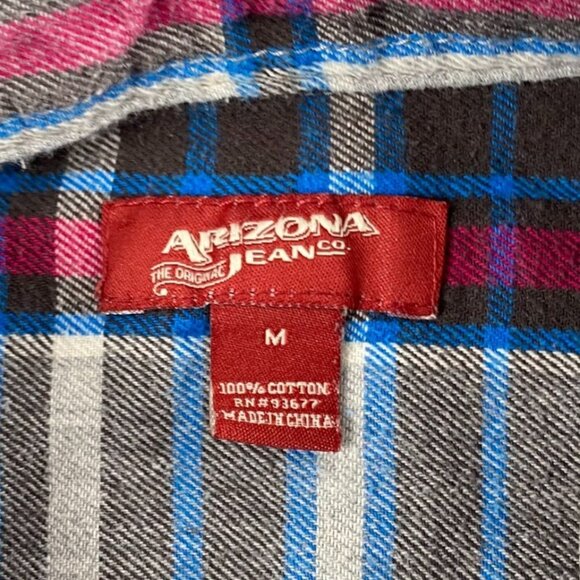 ARIZONA
THE ORIGINAL JEAN CO.
M
100% COTTON
RN#93677
MADE IN CHINA